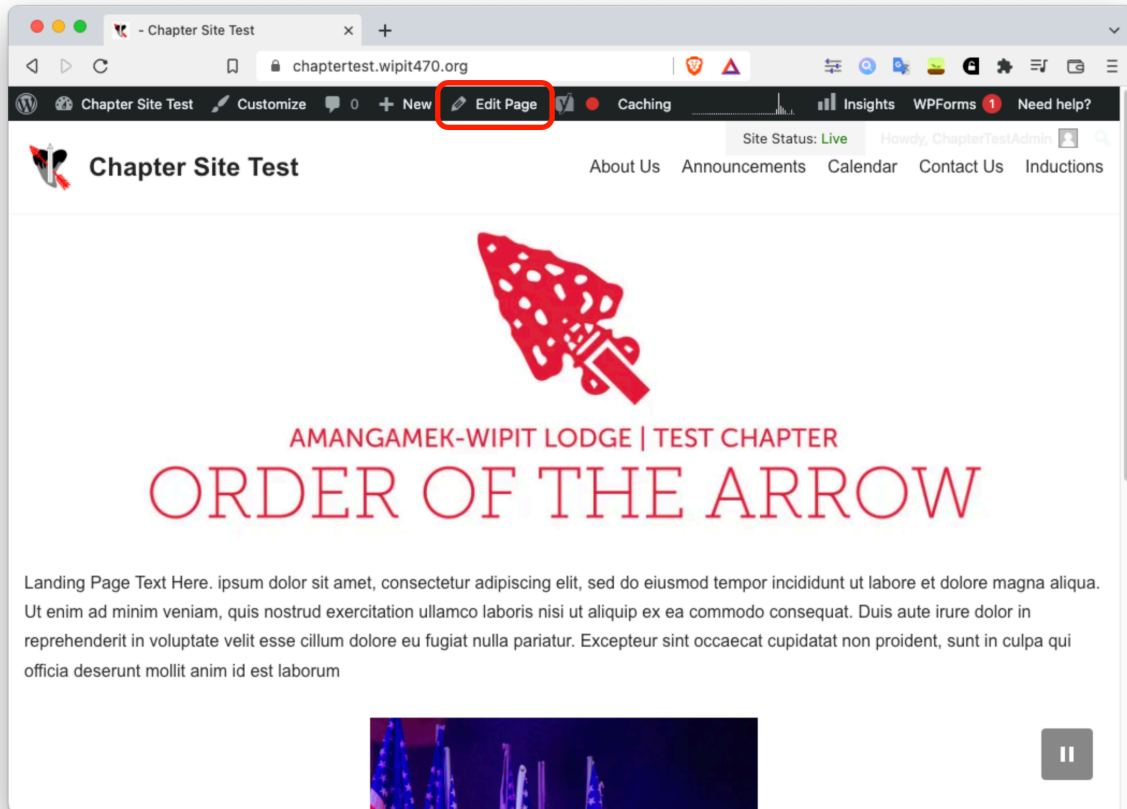 - Chapter Site Test
chaptertest.wipit470.org
Chapter Site Test Customize 0 New Edit Page Caching Insights WPForms 1 Need help?
Site Status: Live Howdy, ChapterTestAdmin
Chapter Site Test About Us Announcements Calendar Contact Us Inductions
AMANGAMEK-WIPIT LODGE | TEST CHAPTER
ORDER OF THE ARROW
Landing Page Text Here. ipsum dolor sit amet, consectetur adipiscing elit, sed do eiusmod tempor incididunt ut labore et dolore magna aliqua.
Ut enim ad minim veniam, quis nostrud exercitation ullamco laboris nisi ut aliquip ex ea commodo consequat. Duis aute irure dolor in
reprehenderit in voluptate velit esse cillum dolore eu fugiat nulla pariatur. Excepteur sint occaecat cupidatat non proident, sunt in culpa qui
officia deserunt mollit anim id est laborum